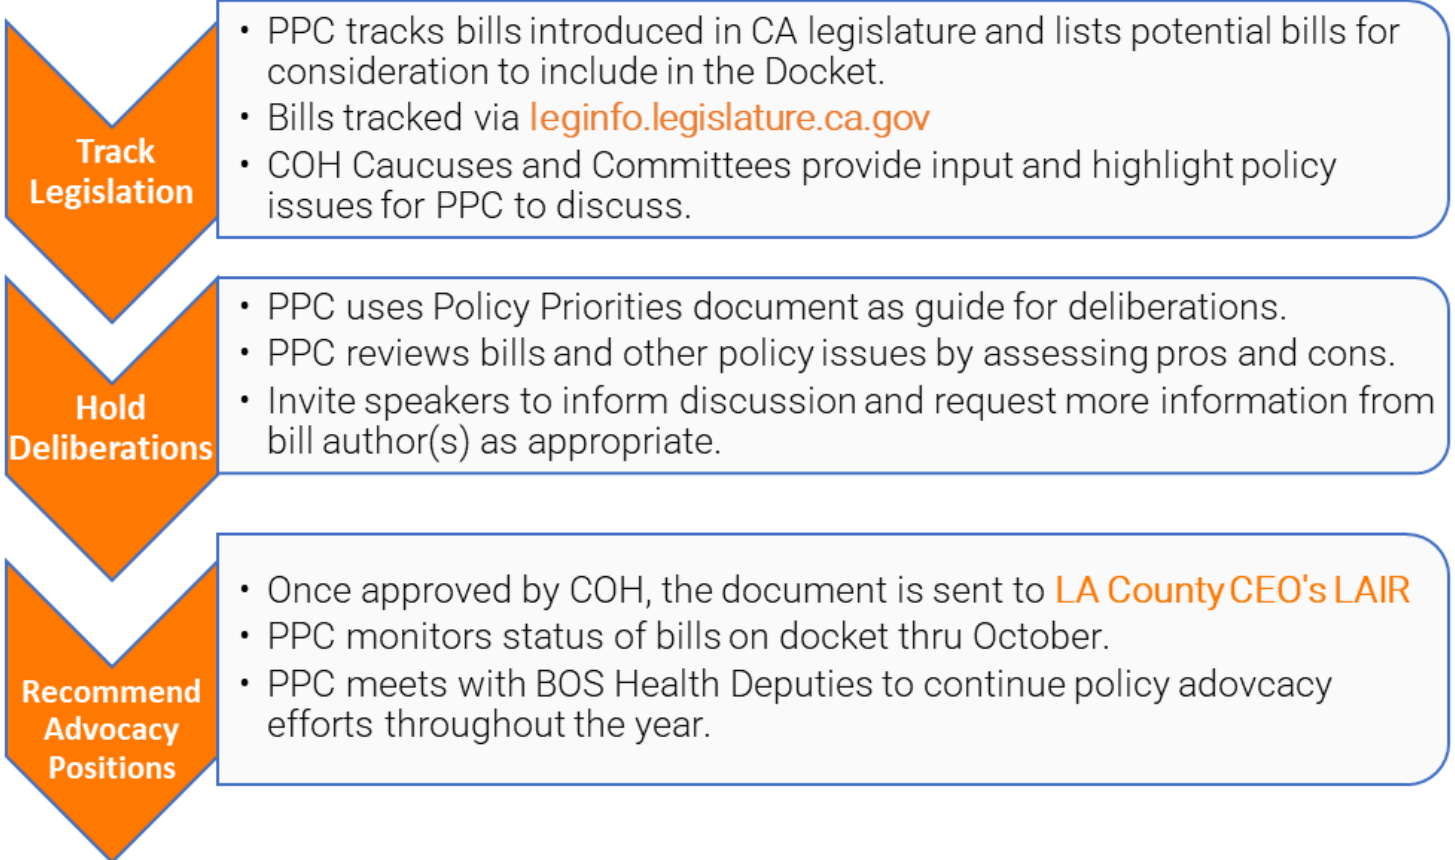 Track
Legislation
• PPC tracks bills introduced in CA legislature and lists potential bills for
consideration to include in the Docket.
• Bills tracked via leginfo.legislature.ca.gov
• COH Caucuses and Committees provide input and highlight policy
issues for PPC to discuss.
Hold
Deliberations
• PPC uses Policy Priorities document as guide for deliberations.
• PPC reviews bills and other policy issues by assessing pros and cons.
• Invite speakers to inform discussion and request more information from
bill author(s) as appropriate.
Recommend
Advocacy
Positions
• Once approved by COH, the document is sent to LA County CEO's LAIR
• PPC monitors status of bills on docket thru October.
• PPC meets with BOS Health Deputies to continue policy adovcacy
efforts throughout the year.